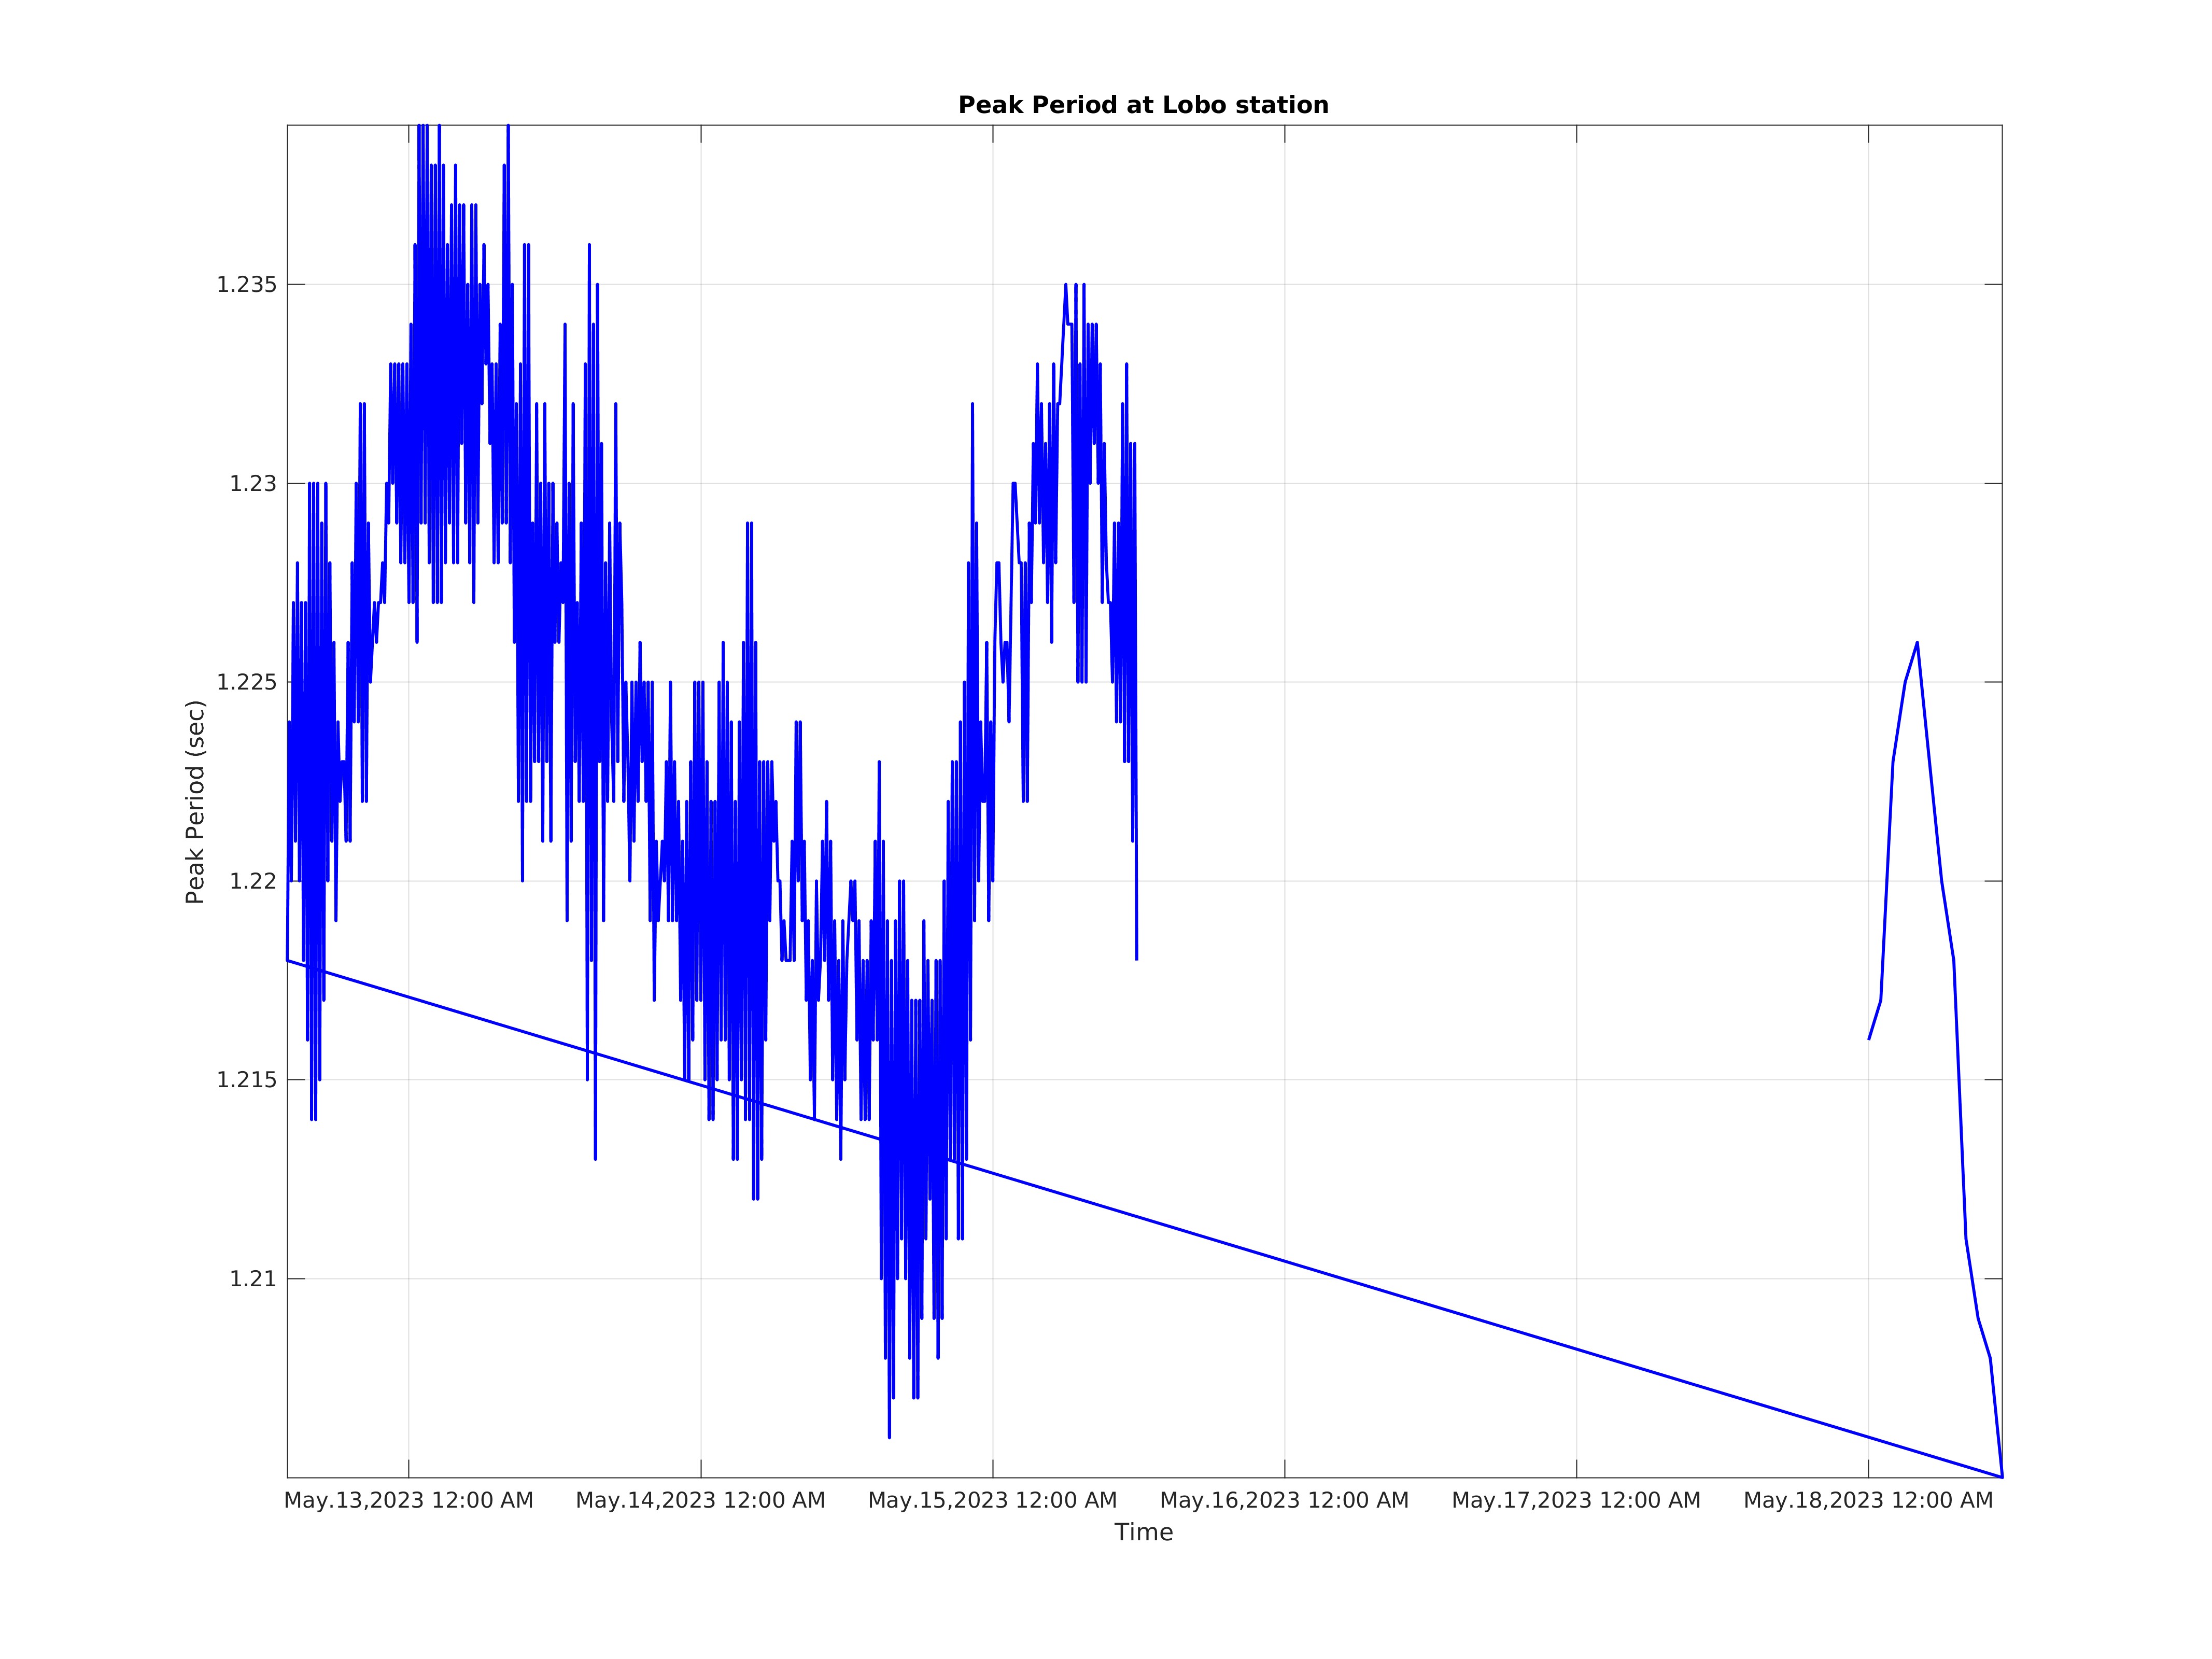 Peak Period at Lobo station
Peak Period (sec)
1.235
1.23
1.225
1.22
1.215
1.21
May.13,2023 12:00 AM
May.14,2023 12:00 AM
May.15,2023 12:00 AM
May.16,2023 12:00 AM
May.17,2023 12:00 AM
May.18,2023 12:00 AM
Time